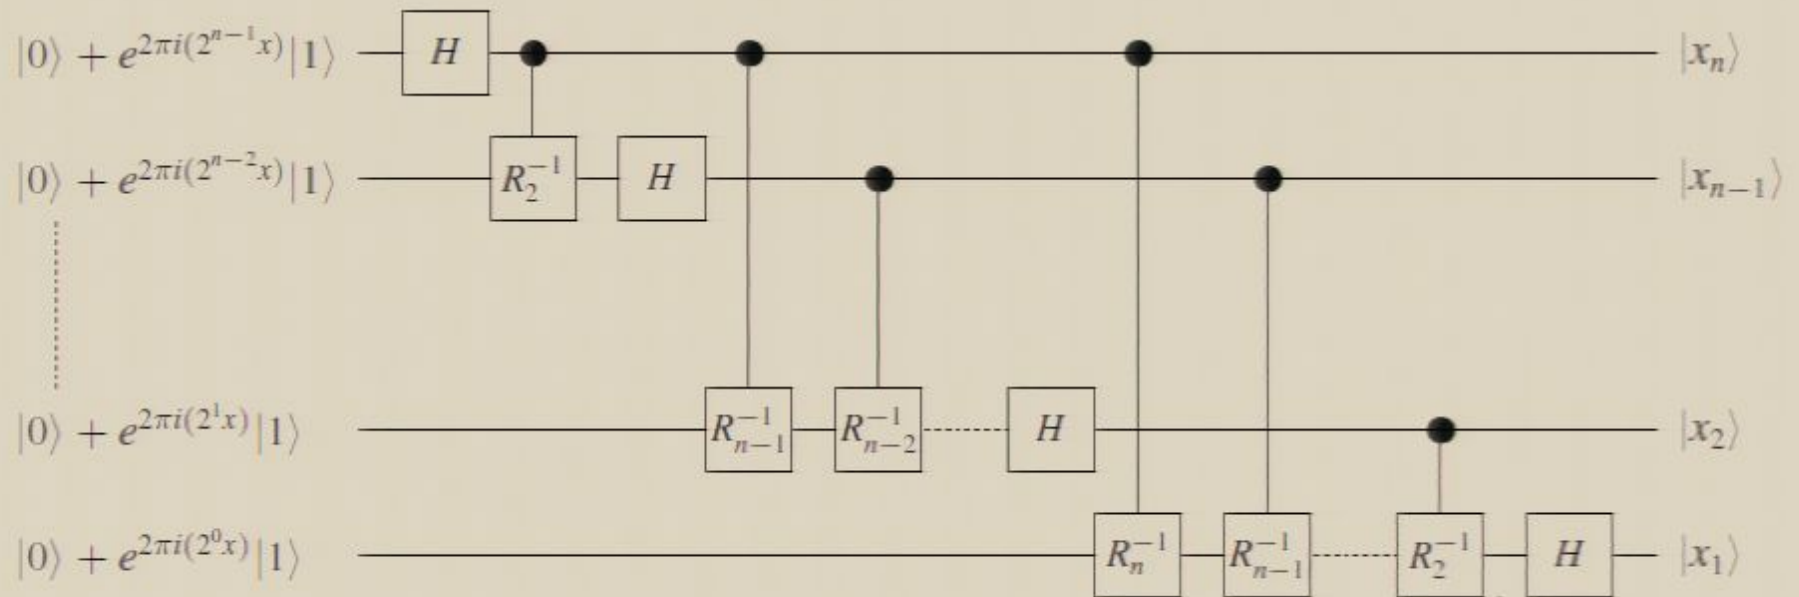 |0⟩ + e^{2πi(2^{n−1}x)}|1⟩ H |x_n⟩
|0⟩ + e^{2πi(2^{n−2}x)}|1⟩ R_2^{−1} H |x_{n−1}⟩
|0⟩ + e^{2πi(2^1x)}|1⟩ R_{n−1}^{−1} R_{n−2}^{−1} H |x_2⟩
|0⟩ + e^{2πi(2^0x)}|1⟩ R_n^{−1} R_{n−1}^{−1} R_2^{−1} H |x_1⟩